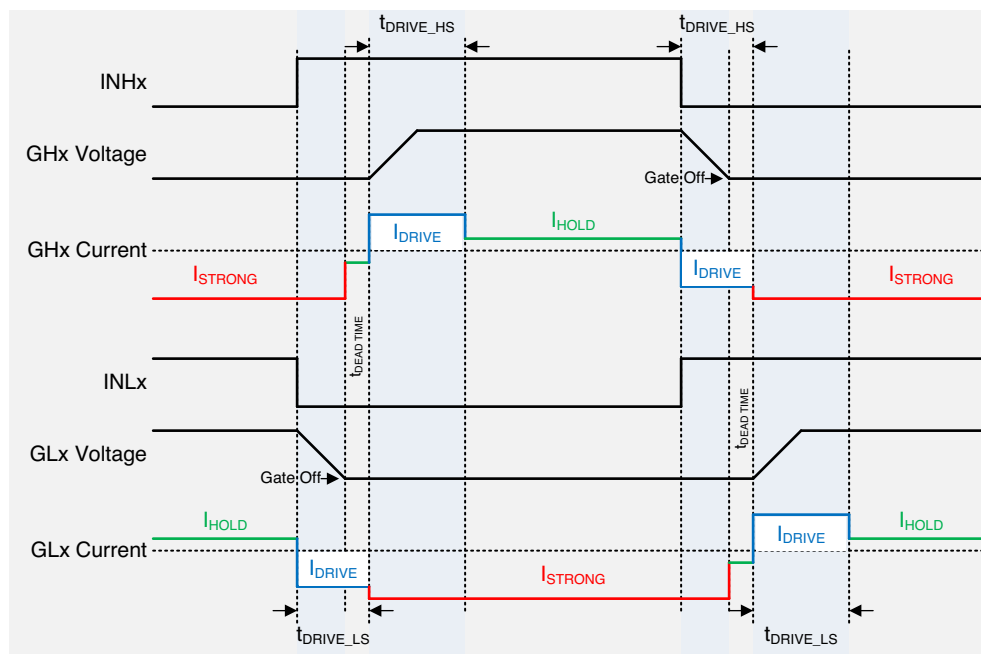 tDRIVE_HS tDRIVE_HS
INHx
GHx Voltage
Gate Off
IDRIVE IHOLD
GHx Current
ISTRONG IDRIVE ISTRONG
tDEAD TIME
INLx
tDEAD TIME
GLx Voltage
Gate Off
IHOLD IHOLD
GLx Current IDRIVE
IDRIVE ISTRONG
tDRIVE_LS tDRIVE_LS